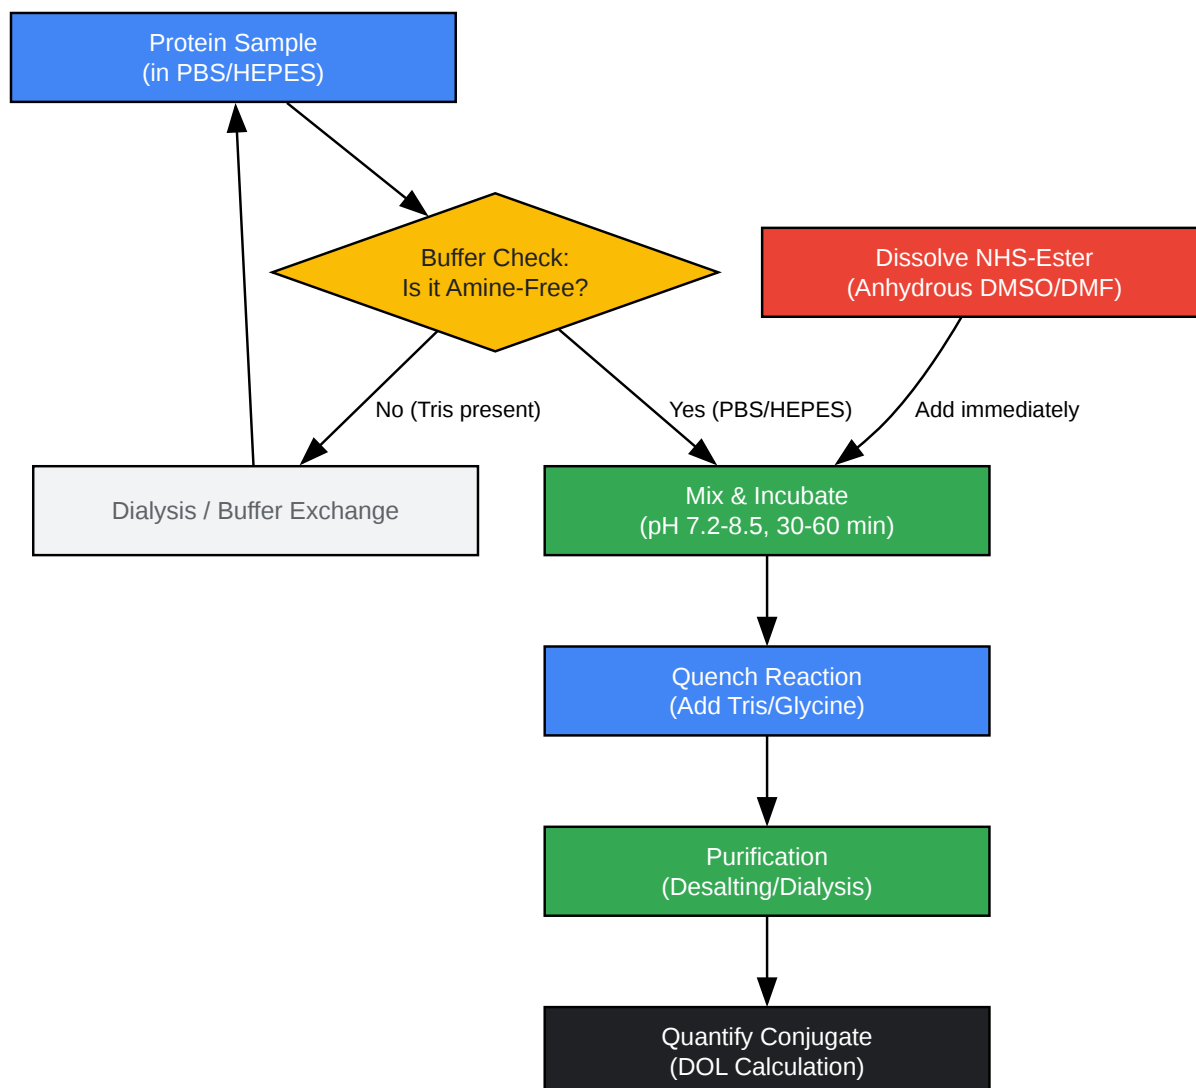 Protein Sample
(in PBS/HEPES)
Buffer Check:
Is it Amine-Free?
Dissolve NHS-Ester
(Anhydrous DMSO/DMF)
No (Tris present)
Yes (PBS/HEPES)
Add immediately
Dialysis / Buffer Exchange
Mix & Incubate
(pH 7.2-8.5, 30-60 min)
Quench Reaction
(Add Tris/Glycine)
Purification
(Desalting/Dialysis)
Quantify Conjugate
(DOL Calculation)